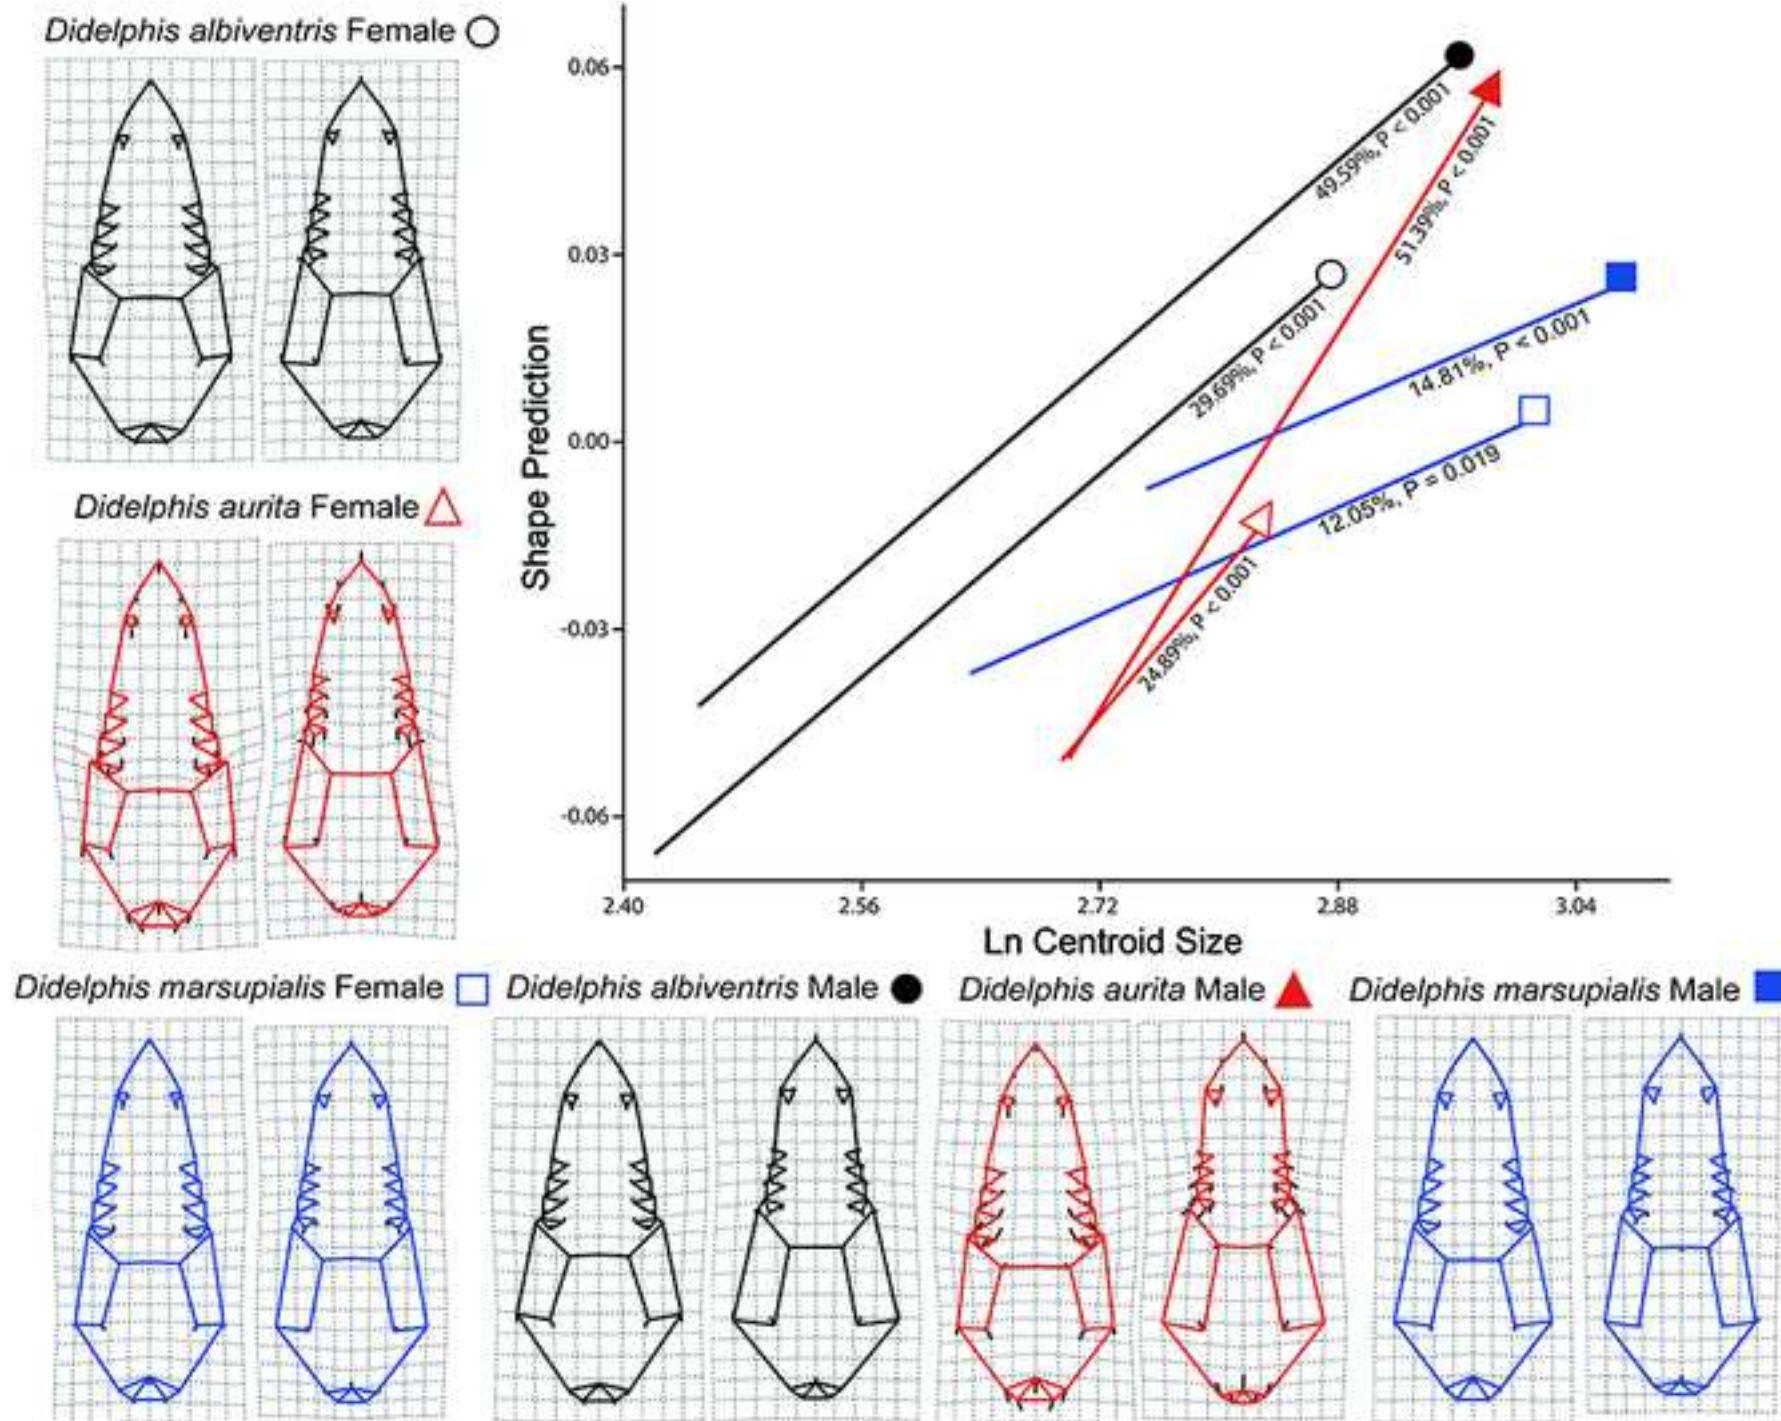 Didelphis albiventris Female
Didelphis aurita Female
Shape Prediction
0.06
0.03
0.00
-0.03
-0.06
49.59%, P < 0.001
51.39%, P < 0.001
29.69%, P < 0.001
14.81%, P < 0.001
12.05%, P = 0.019
24.89%, P < 0.001
2.40 2.56 2.72 2.88 3.04
Ln Centroid Size
Didelphis marsupialis Female Didelphis albiventris Male Didelphis aurita Male Didelphis marsupialis Male